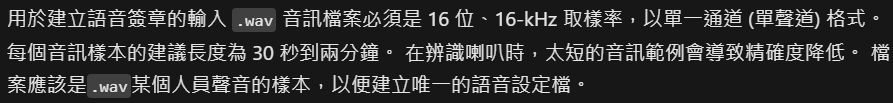 用於建立語音簽章的輸入 .wav 音訊檔案必須是 16 位、16-kHz 取樣率，以單一通道 (單聲道) 格式。
每個音訊樣本的建議長度為 30 秒到兩分鐘。 在辨識喇叭時，太短的音訊範例會導致精確度降低。 檔
案應該是.wav某個人員聲音的樣本，以便建立唯一的語音設定檔。